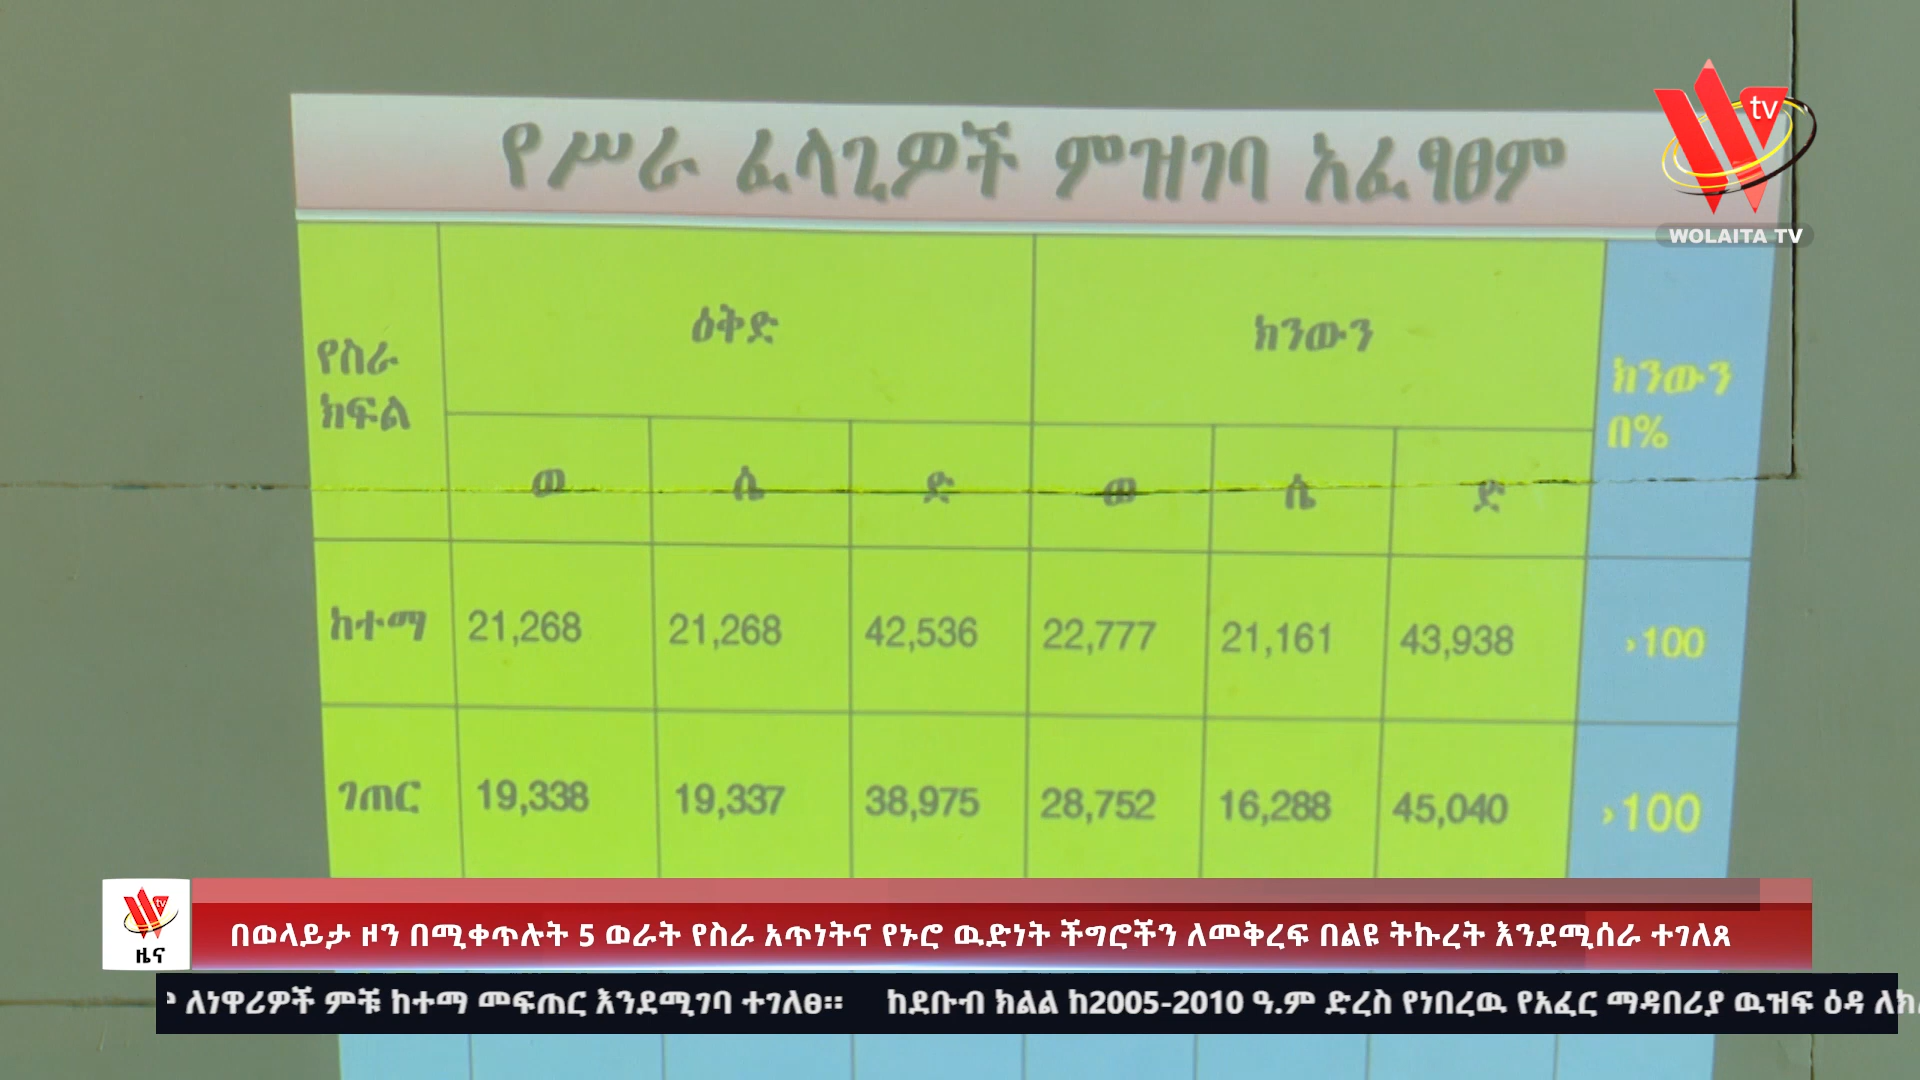 tv
WOLAITA TV
የሥራ ፈላጊዎች ምዝገባ አፈፃፀም
የስራ
ክፍል
ዕቅድ
ክንውን
ክንውን
በ%
ወ ሴ ድ ወ ሴ ድ
ከተማ 21,268 21,268 42,536 22,777 21,161 43,938 >100
ገጠር 19,338 19,337 38,975 28,752 16,288 45,040 >100
tv
ዜና
በወላይታ ዞን በሚቀጥሉት 5 ወራት የስራ አጥነትና የኑሮ ዉድነት ችግሮችን ለመቅረፍ በልዩ ትኩረት እንደሚሰራ ተገለጸ
ለነዋሪዎች ምቹ ከተማ መፍጠር እንደሚገባ ተገለፀ። ከደቡብ ክልል ከ2005-2010 ዓ.ም ድረስ የነበረዉ የአፈር ማዳበሪያ ዉዝፍ ዕዳ